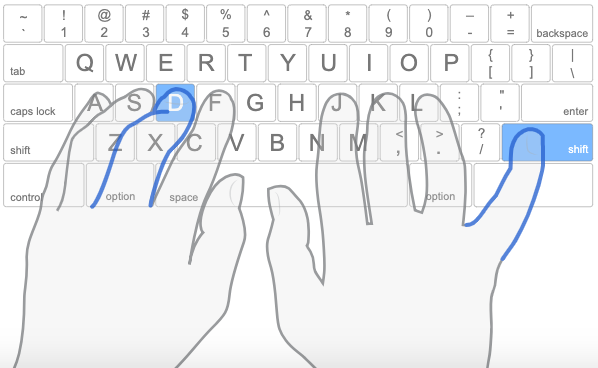 ~ ! @ # $ % ^ & * ( ) – +
` 1 2 3 4 5 6 7 8 9 0 - = backspace
tab Q W E R T Y U I O P { [ } ] | \
caps lock A S D F G H J K L : ; " ' enter
shift Z X C V B N M < , > . ? / shift
control option space option